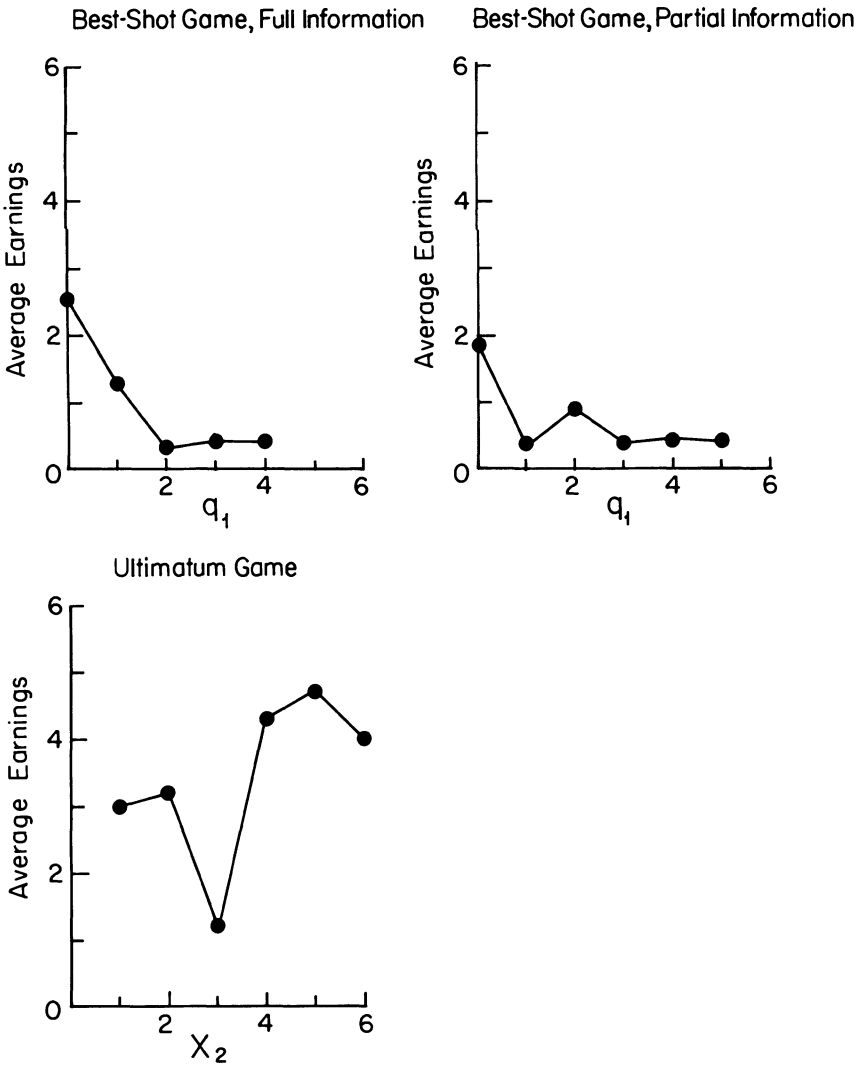 Best-Shot Game, Full Information
6
4
2
0
Average Earnings
2
4
6
q₁
Best-Shot Game, Partial Information
6
4
2
0
Average Earnings
2
4
6
q₁
Ultimatum Game
6
4
2
0
Average Earnings
2
4
6
X₂